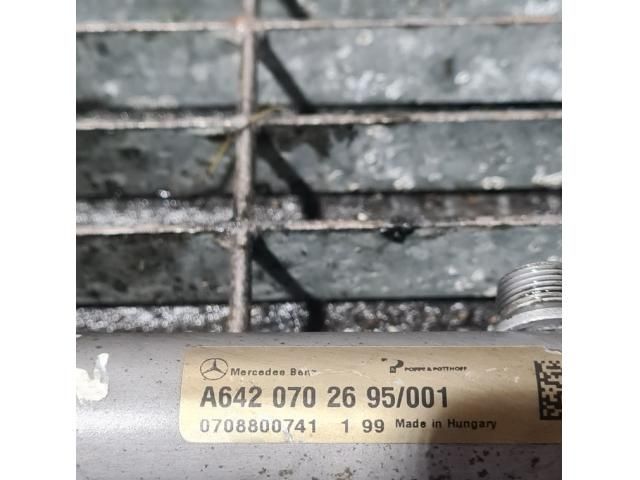 Mercedes Benz POPPE & POTTHOFF
A642 070 26 95/001
0708800741 1 99 Made in Hungary